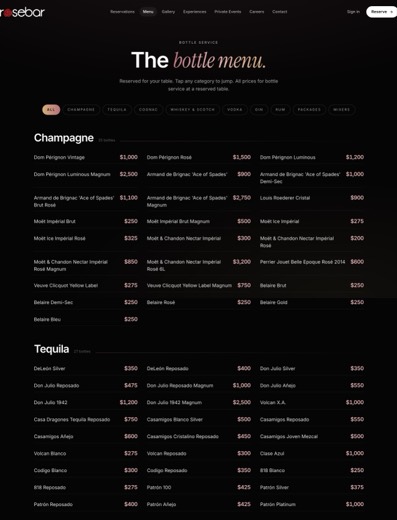 rosebar
Reservations Menu Gallery Experiences Private Events Careers Contact
Sign in
Reserve
BOTTLE SERVICE
The bottle menu.
Reserved for your table. Tap any category to jump. All prices for bottle
service at a reserved table.
ALL CHAMPAGNE TEQUILA COGNAC WHISKEY & SCOTCH VODKA GIN RUM PACKAGES MIXERS
Champagne
Dom Pérignon Vintage $1,000 Dom Pérignon Rosé $1,500 Dom Pérignon Luminous $1,200
Dom Pérignon Luminous Magnum $2,500 Armand de Brignac 'Ace of Spades' $900 Armand de Brignac 'Ace of Spades' $1,000
Demi-Sec
Armand de Brignac 'Ace of Spades' $1,100 Armand de Brignac 'Ace of Spades' $2,750 Louis Roederer Cristal $900
Brut Rosé Magnum
Moët Impérial Brut $250 Moët Impérial Brut Magnum $500 Moët Ice Impérial $275
Moët Ice Impérial Rosé $325 Moët & Chandon Nectar Impérial $300 Moët & Chandon Nectar Impérial $200
Rosé
Moët & Chandon Nectar Impérial $850 Moët & Chandon Nectar Impérial $3,200 Perrier Jouet Belle Epoque Rosé 2014 $600
Rosé Magnum Rosé 6L
Veuve Clicquot Yellow Label $275 Veuve Clicquot Yellow Label Magnum $750 Belaire Brut $250
Belaire Demi-Sec $250 Belaire Rosé $250 Belaire Gold $250
Belaire Bleu $250
Tequila
17 bottles
DeLeón Silver $350 DeLeón Reposado $400 Don Julio Silver $350
Don Julio Reposado $475 Don Julio Reposado Magnum $1,000 Don Julio Añejo $550
Don Julio 1942 $1,200 Don Julio 1942 Magnum $2,500 Volcan X.A. $1,000
Casa Dragones Tequila Reposado $750 Casamigos Blanco Silver $500 Casamigos Reposado $550
Casamigos Añejo $600 Casamigos Cristalino Reposado $450 Casamigos Joven Mezcal $500
Volcan Blanco $275 Volcan Reposado $300 Clase Azul $1,000
Codigo Blanco $300 Codigo Reposado $350 818 Blanco $250
818 Reposado $275 Patrón 100 $425 Patrón Silver $375
Patrón Reposado $400 Patrón Añejo $425 Patrón Platinum $1,000